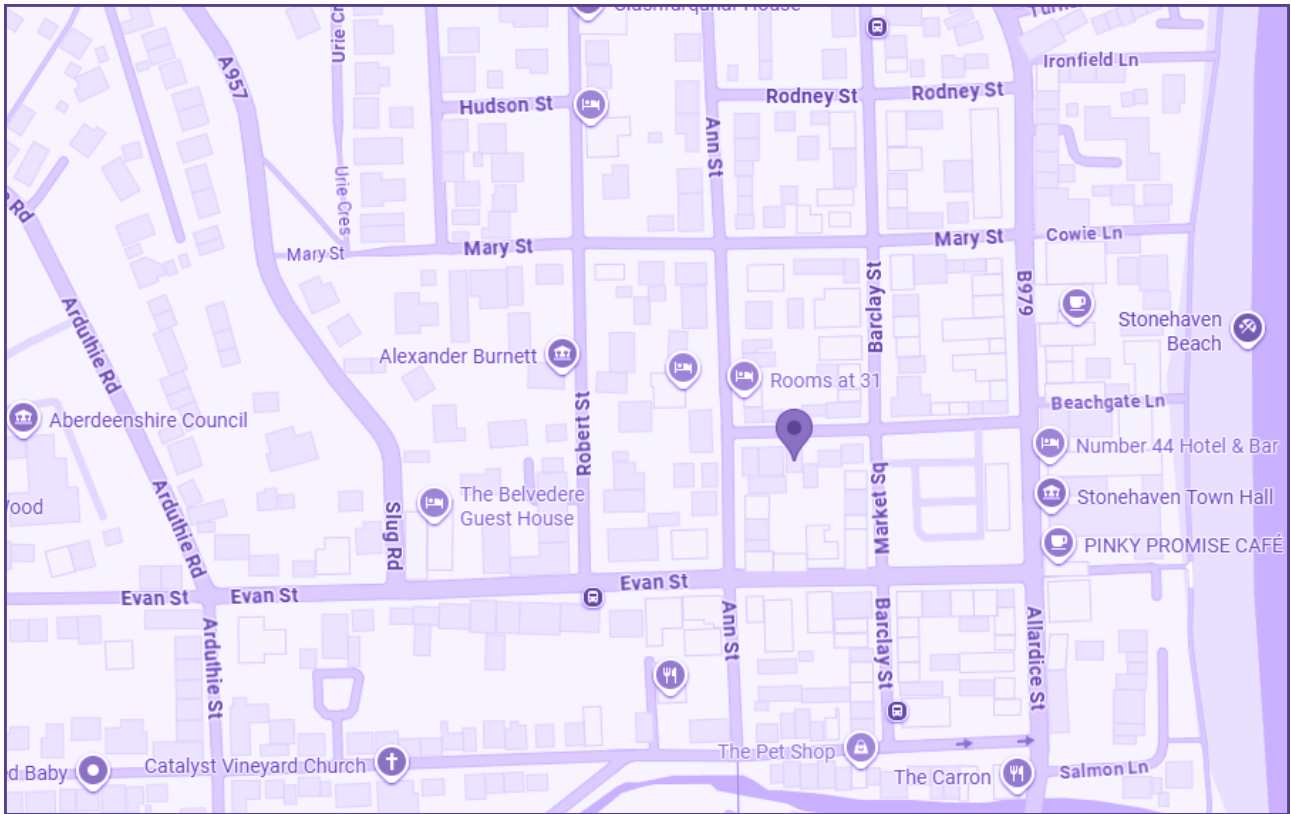 Urie Cr
A957
Ironfield Ln
Hudson St
Rodney St
Rodney St
Ann St
Urie Cres
Rd
Mary St
Mary St
Mary St
Cowie Ln
B979
Barclay St
Arduthie Rd
Stonehaven
Beach
Alexander Burnett
Rooms at 31
Robert St
Beachgate Ln
Aberdeenshire Council
Number 44 Hotel & Bar
The Belvedere
Guest House
Market Sq
Stonehaven Town Hall
Arduthie Rd
Slug Rd
PINKY PROMISE CAFÉ
Evan St
Evan St
Evan St
Arduthie St
Ann St
Barclay St
Allardice St
The Pet Shop
Catalyst Vineyard Church
d Baby
The Carron
Salmon Ln